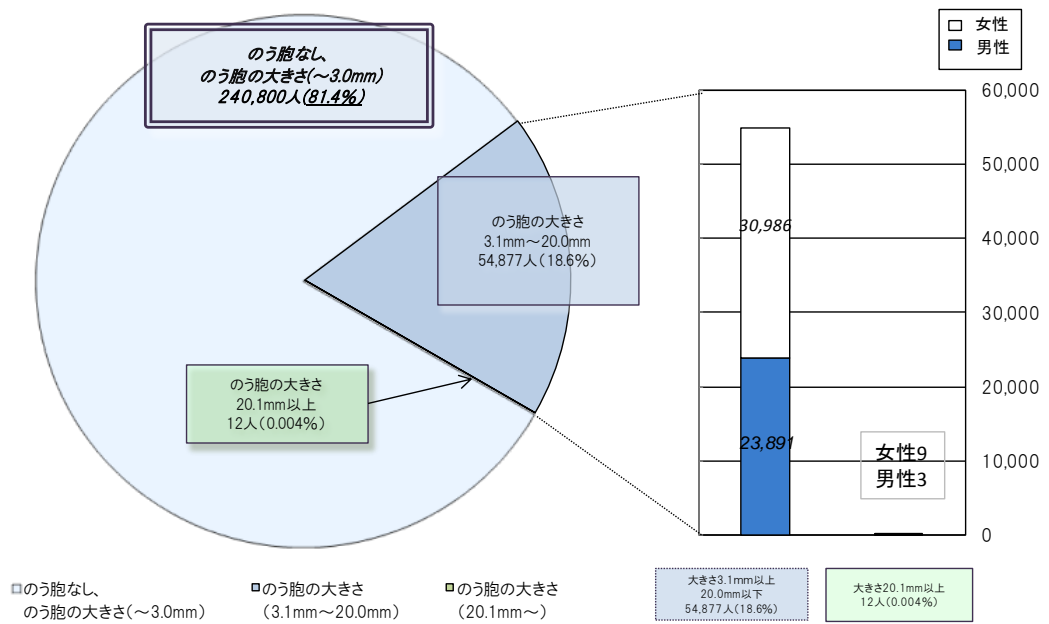 のう胞なし、
のう胞の大きさ(～3.0mm)
240,800人(81.4%)
のう胞の大きさ
3.1mm～20.0mm
54,877人（18.6%）
のう胞の大きさ
20.1mm以上
12人（0.004%）
女性
男性
60,000
50,000
40,000
30,000
20,000
10,000
0
30,986
23,891
女性9
男性3
のう胞なし、
のう胞の大きさ(～3.0mm)
のう胞の大きさ
（3.1mm～20.0mm）
のう胞の大きさ
（20.1mm～）
大きさ3.1mm以上
20.0mm以下
54,877人（18.6%）
大きさ20.1mm以上
12人（0.004%）